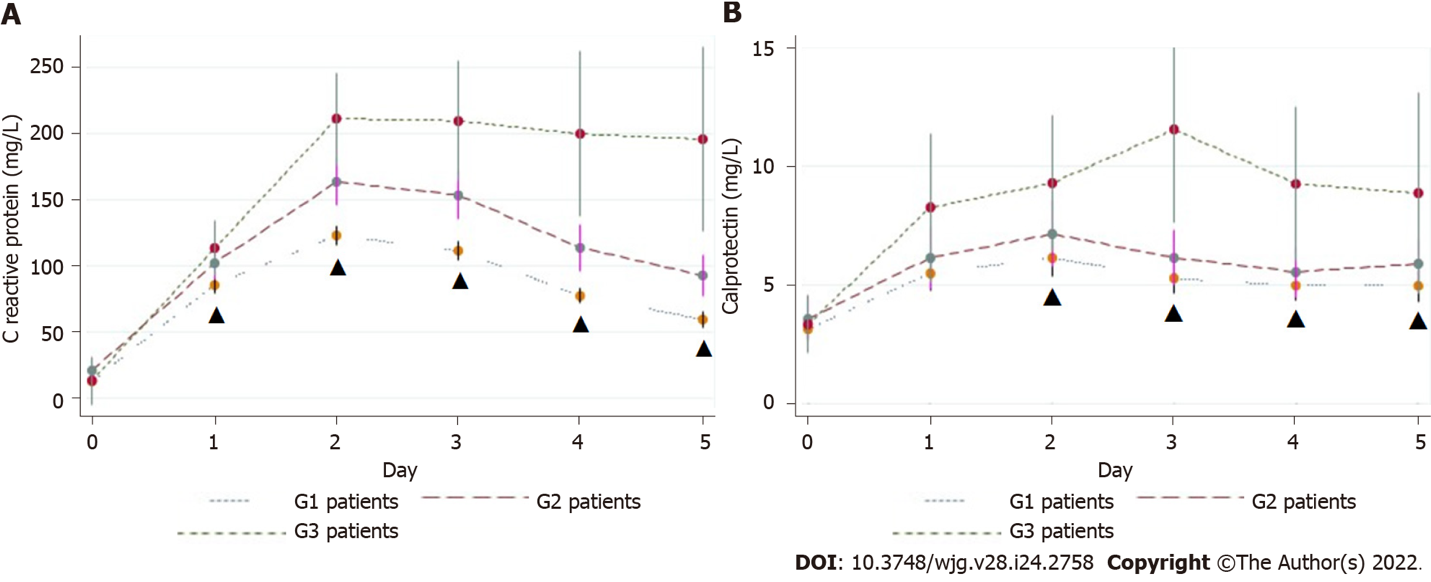 A
C reactive protein (mg/L)
250
200
150
100
50
0
0 1 2 3 4 5
Day
G1 patients G2 patients
G3 patients
B
Calprotectin (mg/L)
15
10
5
0
0 1 2 3 4 5
Day
G1 patients G2 patients
G3 patients
DOI: 10.3748/wjg.v28.i24.2758 Copyright ©The Author(s) 2022.